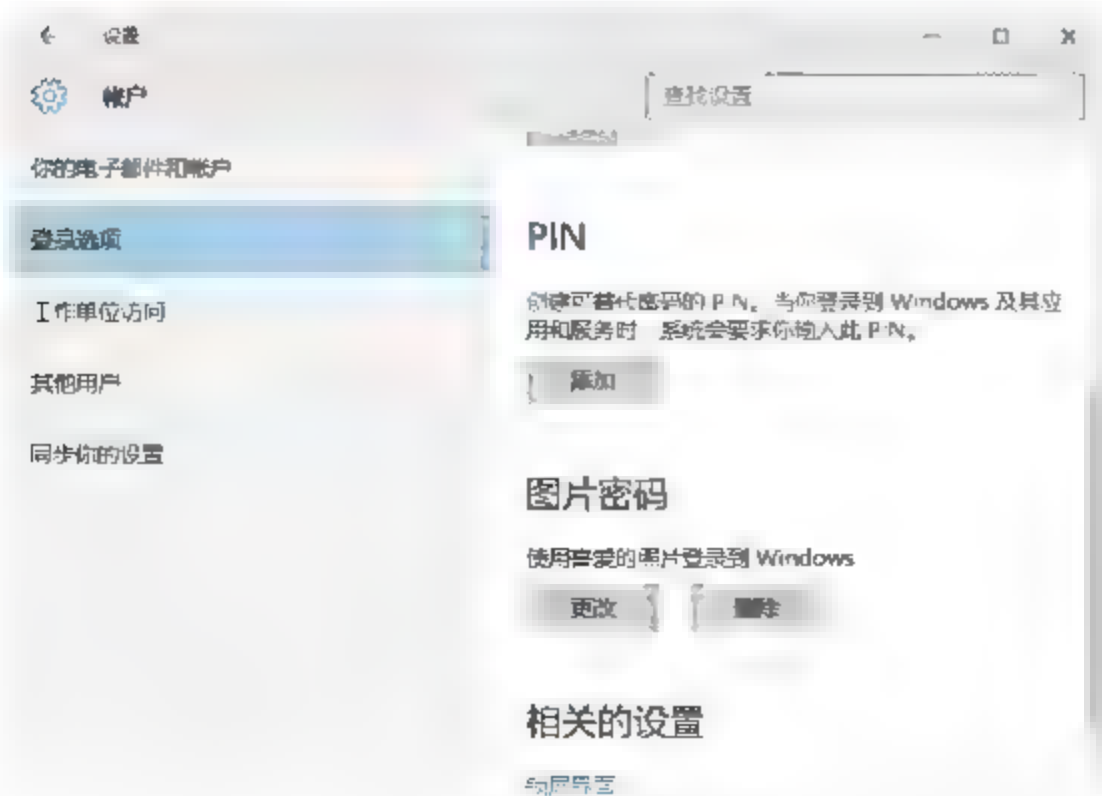 设置
帐户
查找设置
你的电子邮件和帐户
登录选项
工作单位访问
其他用户
同步你的设置
PIN
创建可替代密码的 PIN。当你登录到 Windows 及其应
用和服务时，系统会要求你输入此 PIN。
添加
图片密码
使用喜爱的照片登录到 Windows
更改 删除
相关的设置